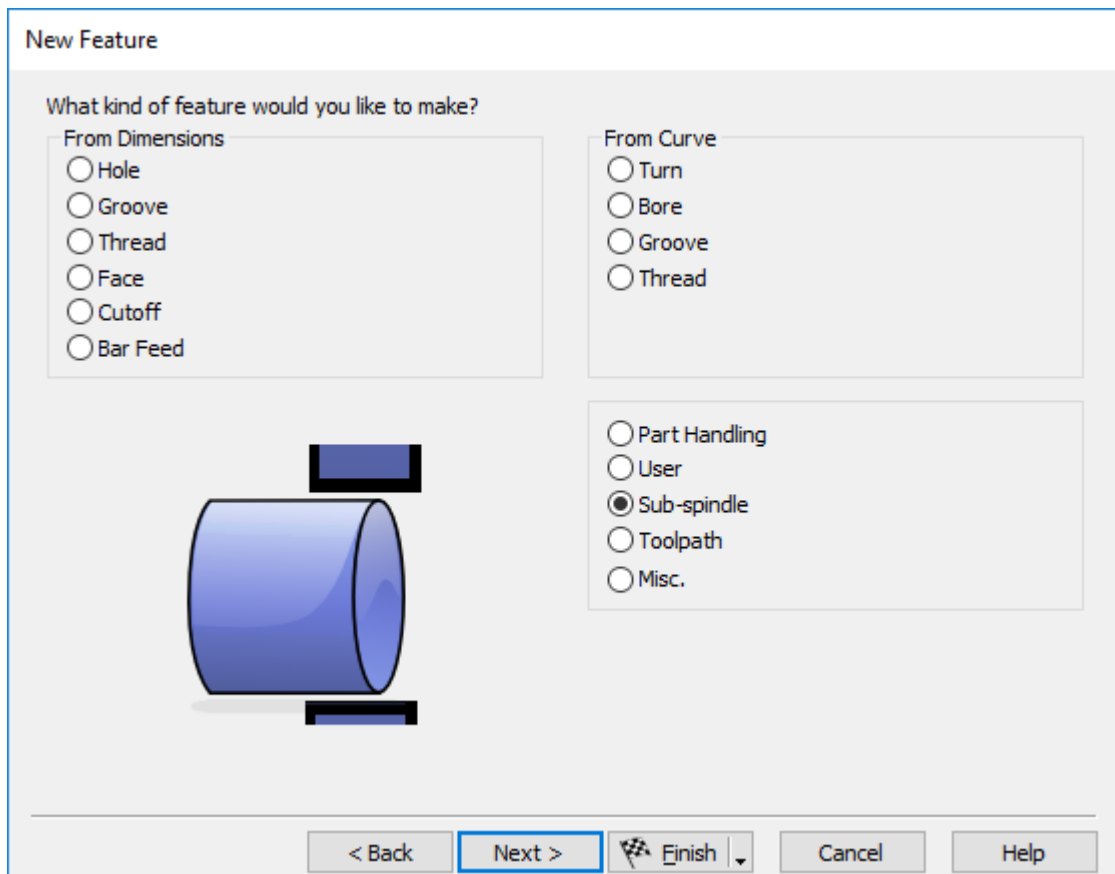 New Feature
What kind of feature would you like to make?
From Dimensions
Hole
Groove
Thread
Face
Cutoff
Bar Feed
From Curve
Turn
Bore
Groove
Thread
Part Handling
User
Sub-spindle
Toolpath
Misc.
< Back
Next >
Finish
Cancel
Help